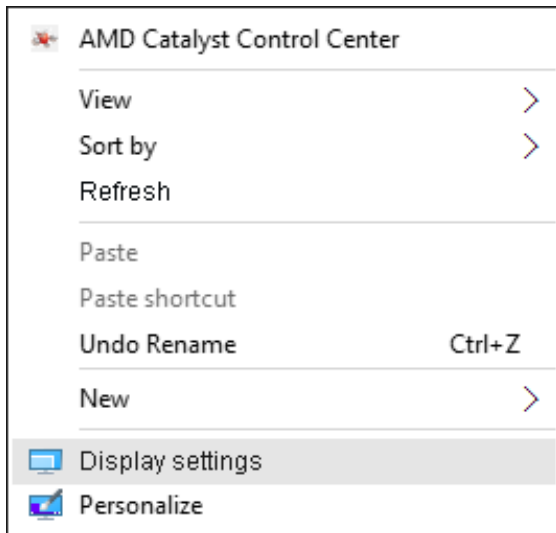 AMD Catalyst Control Center
View
Sort by
Refresh
Paste
Paste shortcut
Undo Rename Ctrl+Z
New
Display settings
Personalize